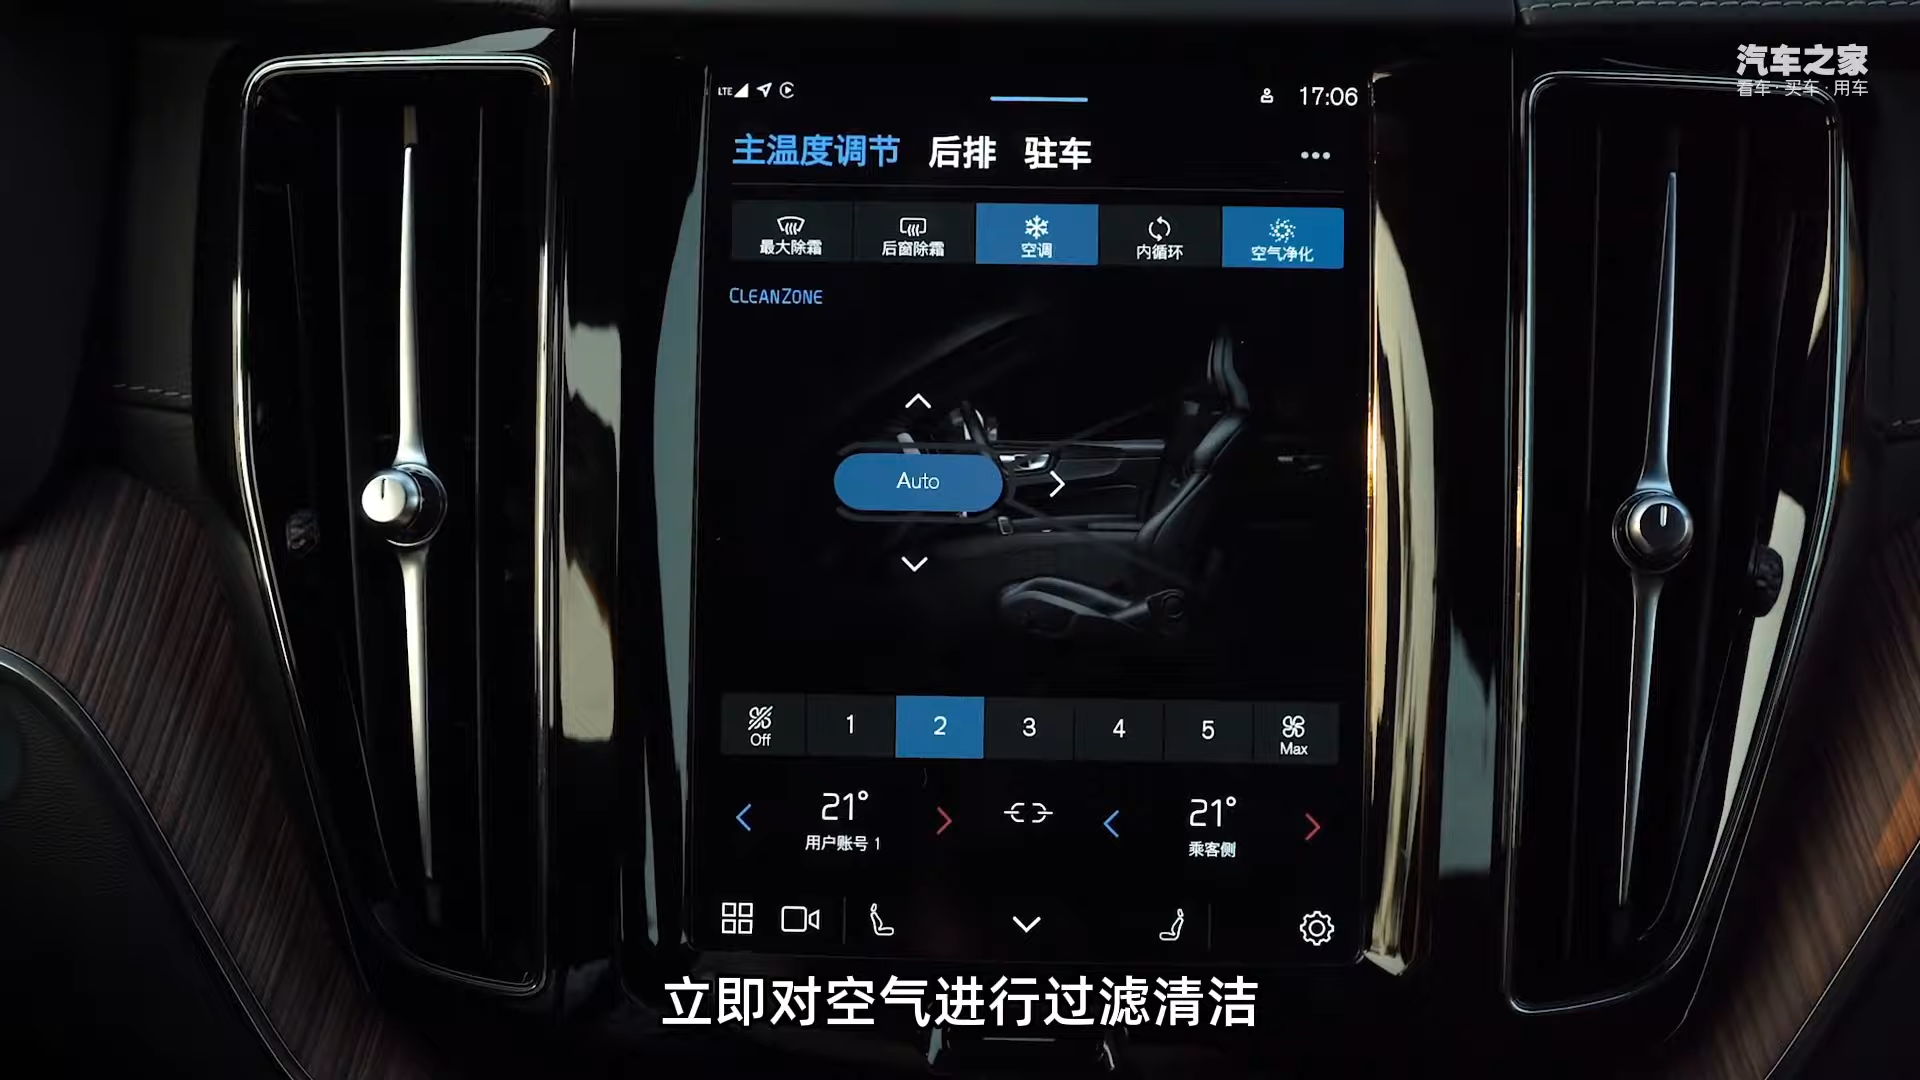 汽车之家
看车·买车·用车
LTE
17:06
主温度调节 后排 驻车
最大除霜 后窗除霜 空调 内循环 空气净化
CLEANZONE
Auto
Off 1 2 3 4 5 Max
21° 21°
用户账号 1 乘客侧
立即对空气进行过滤清洁